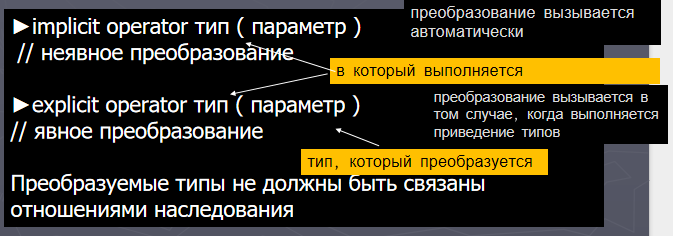 ►implicit operator тип ( параметр )
// неявное преобразование
преобразование вызывается
автоматически
в который выполняется
►explicit operator тип ( параметр )
// явное преобразование
преобразование вызывается в
том случае, когда выполняется
приведение типов
тип, который преобразуется
Преобразуемые типы не должны быть связаны
отношениями наследования